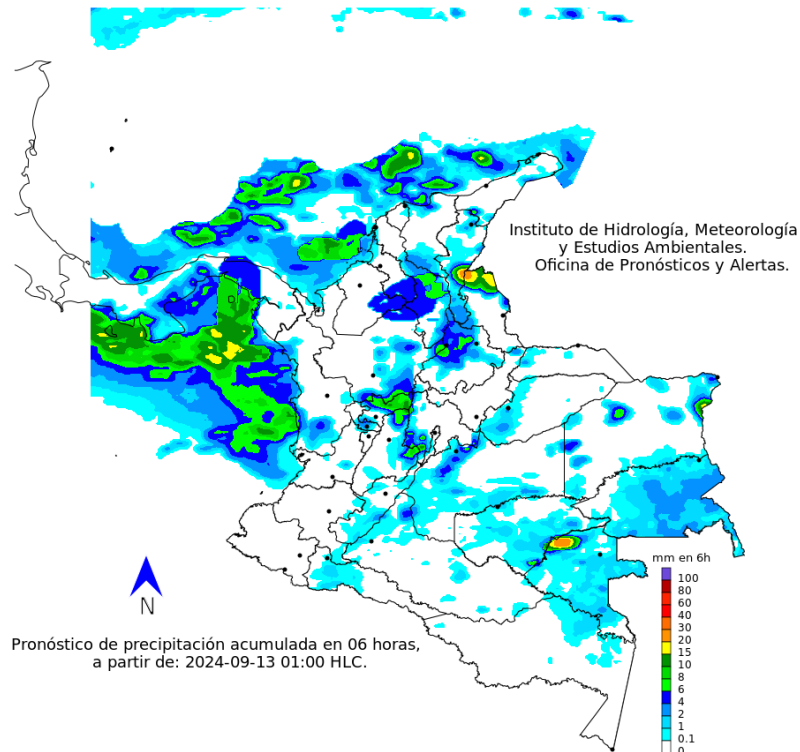 Instituto de Hidrología, Meteorología
y Estudios Ambientales.
Oficina de Pronósticos y Alertas.
mm en 6h
100
80
60
40
30
20
15
10
8
6
4
2
1
0.1
0
N
Pronóstico de precipitación acumulada en 06 horas,
a partir de: 2024-09-13 01:00 HLC.